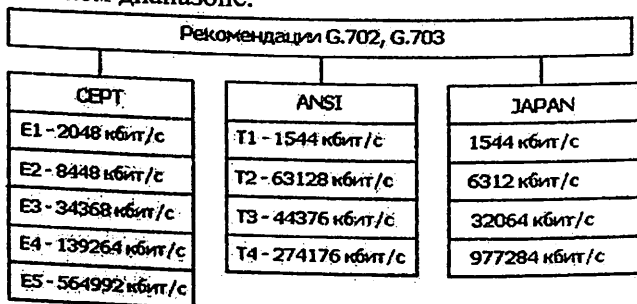 диапазоне.
Рекомендации G.702, G.703
CEPT
E1 - 2048 кбит/с
E2 - 8448 кбит/с
E3 - 34368 кбит/с
E4 - 139264 кбит/с
E5 - 564992 кбит/с
ANSI
T1 - 1544 кбит/с
T2 - 63128 кбит/с
T3 - 44376 кбит/с
T4 - 274176 кбит/с
JAPAN
1544 кбит/с
6312 кбит/с
32064 кбит/с
977284 кбит/с